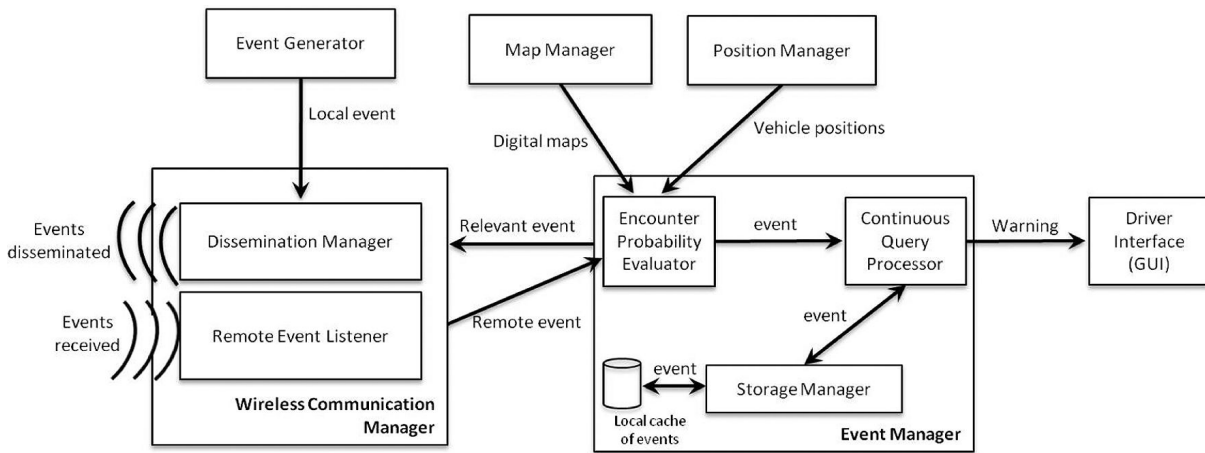 Event Generator
Map Manager
Position Manager
Local event
Digital maps
Vehicle positions
Events
disseminated
Dissemination Manager
Relevant event
Encounter
Probability
Evaluator
event
Continuous
Query
Processor
Warning
Driver
Interface
(GUI)
Events
received
Remote Event Listener
Remote event
event
event
Storage Manager
Local cache
of events
Wireless Communication
Manager
Event Manager